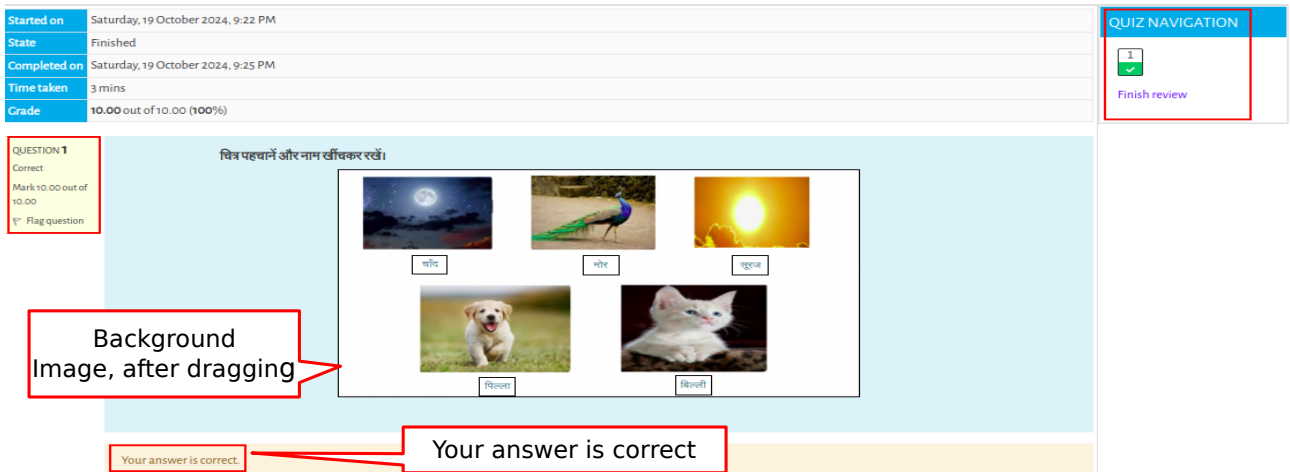 Started on Saturday, 19 October 2024, 9:22 PM
State Finished
Completed on Saturday, 19 October 2024, 9:25 PM
Time taken 3 mins
Grade 10.00 out of 10.00 (100%)
QUIZ NAVIGATION
1
Finish review
QUESTION 1
Correct
Mark 10.00 out of
10.00
Flag question
चित्र पहचानें और नाम खींचकर रखें।
चाँद मोर सूरज
पिल्ला बिल्ली
Background
Image, after dragging
Your answer is correct.
Your answer is correct